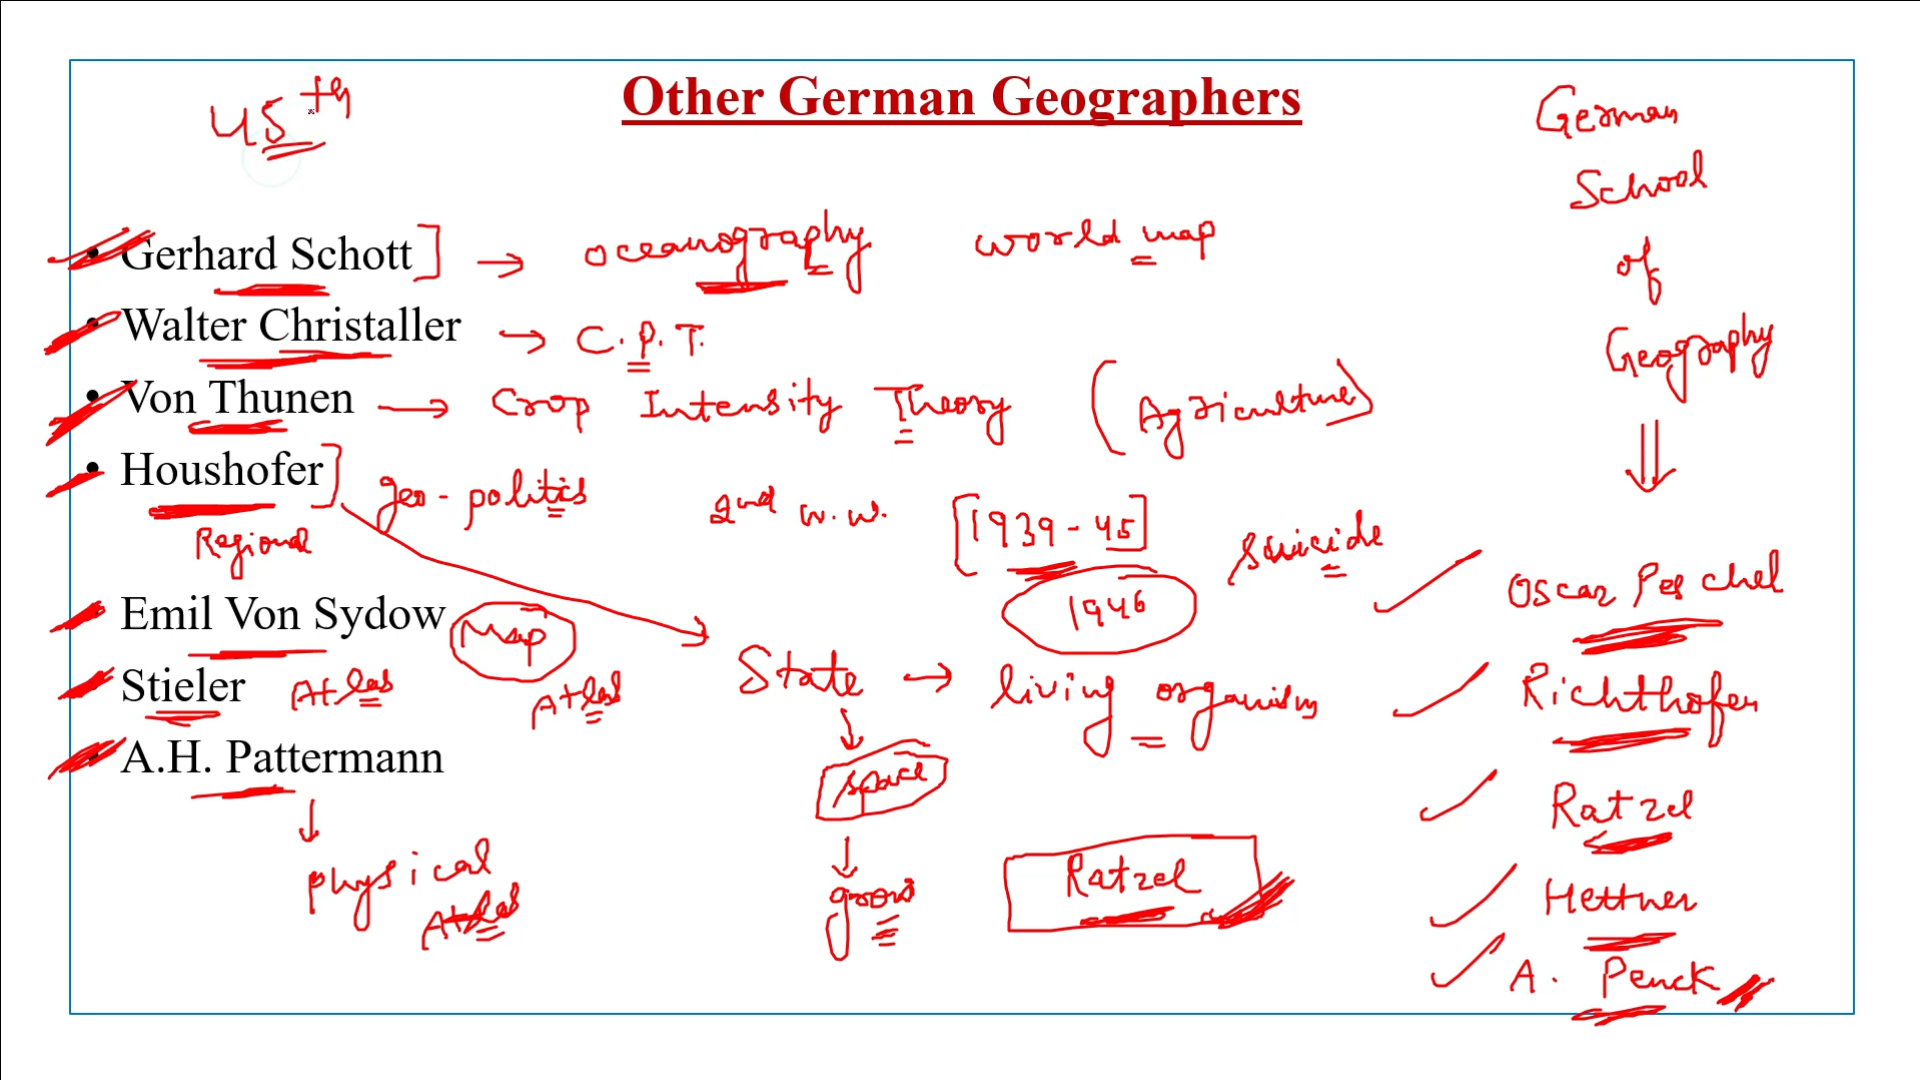 45th
Other German Geographers
German
School
of
Geography
• Gerhard Schott → oceanography world map
• Walter Christaller → C.P.T.
• Von Thunen → Crop Intensity Theory (Agriculture)
• Houshofer geo-politics 2nd w.w. [1939-45] suicide
Regional
1946
Emil Von Sydow Map Atlas
Stieler Atlas
A.H. Pattermann
physical
Atlas
State → living organism
space
grow
Ratzel
Oscar Peschel
Richthofen
Ratzel
Hettner
A. Penck